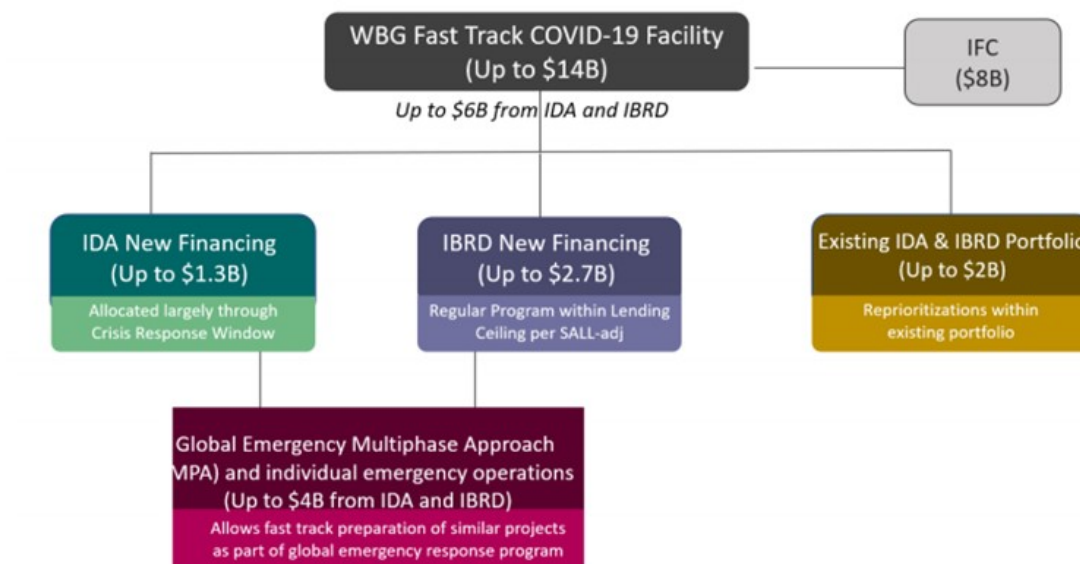 WBG Fast Track COVID-19 Facility
(Up to $14B)
IFC
($8B)
Up to $6B from IDA and IBRD
IDA New Financing
(Up to $1.3B)
Allocated largely through
Crisis Response Window
IBRD New Financing
(Up to $2.7B)
Regular Program within Lending
Ceiling per SALL-adj
Existing IDA & IBRD Portfolio
(Up to $2B)
Reprioritizations within
existing portfolio
Global Emergency Multiphase Approach
MPA) and individual emergency operations
(Up to $4B from IDA and IBRD)
Allows fast track preparation of similar projects
as part of global emergency response program